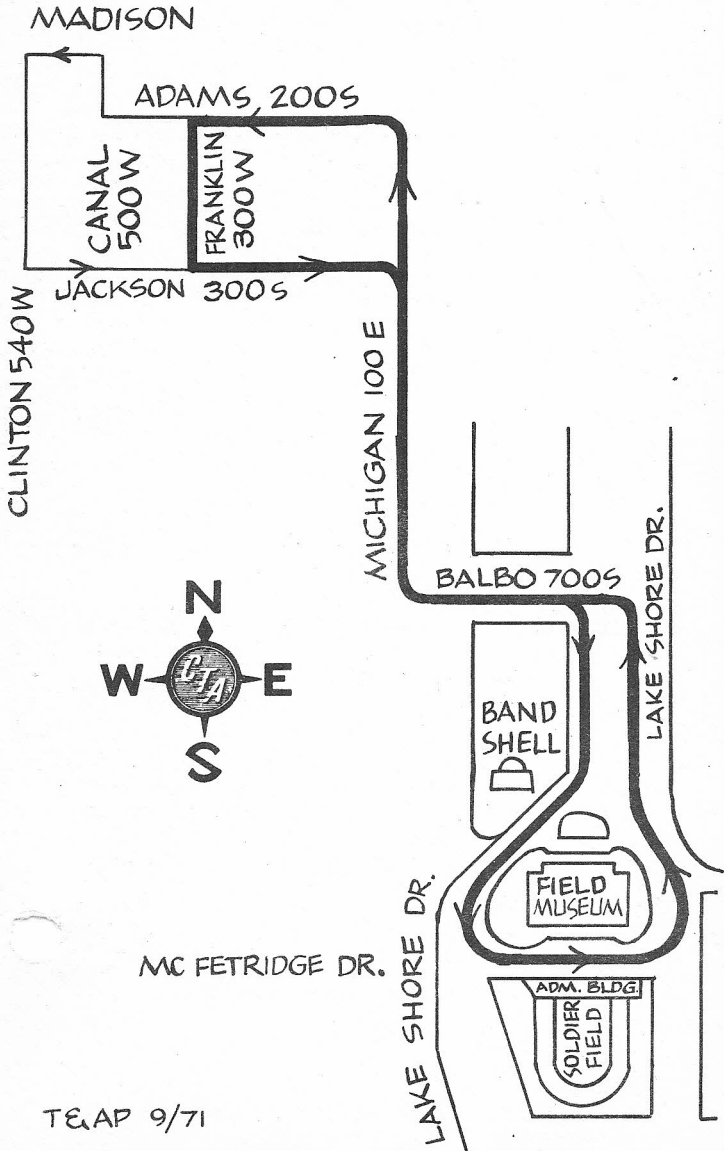 MADISON
ADAMS, 200S
CANAL
500W
FRANKLIN
300W
JACKSON 300S
CLINTON 540W
MICHIGAN 100 E
BALBO 700S
LAKE SHORE DR.
N
W
CTA
E
S
BAND
SHELL
FIELD
MUSEUM
LAKE SHORE DR.
MC FETRIDGE DR.
ADM. BLDG.
SOLDIER
FIELD
T&AP 9/71